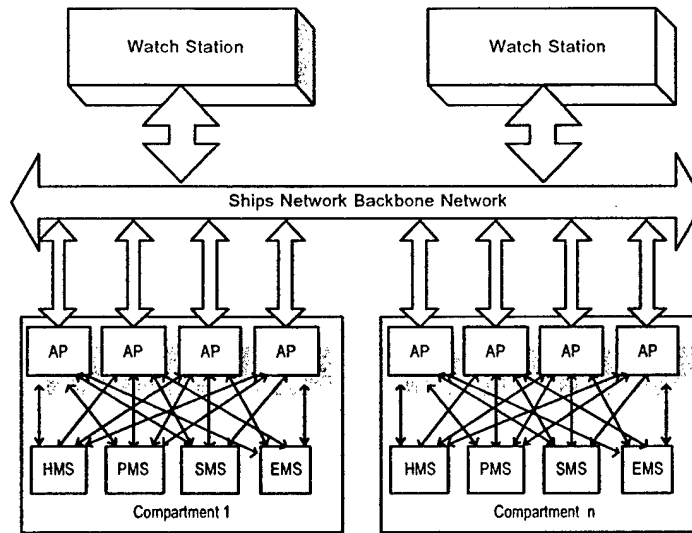 Watch Station
Watch Station
Ships Network Backbone Network
AP AP AP AP
AP AP AP AP
HMS PMS SMS EMS
HMS PMS SMS EMS
Compartment 1
Compartment n